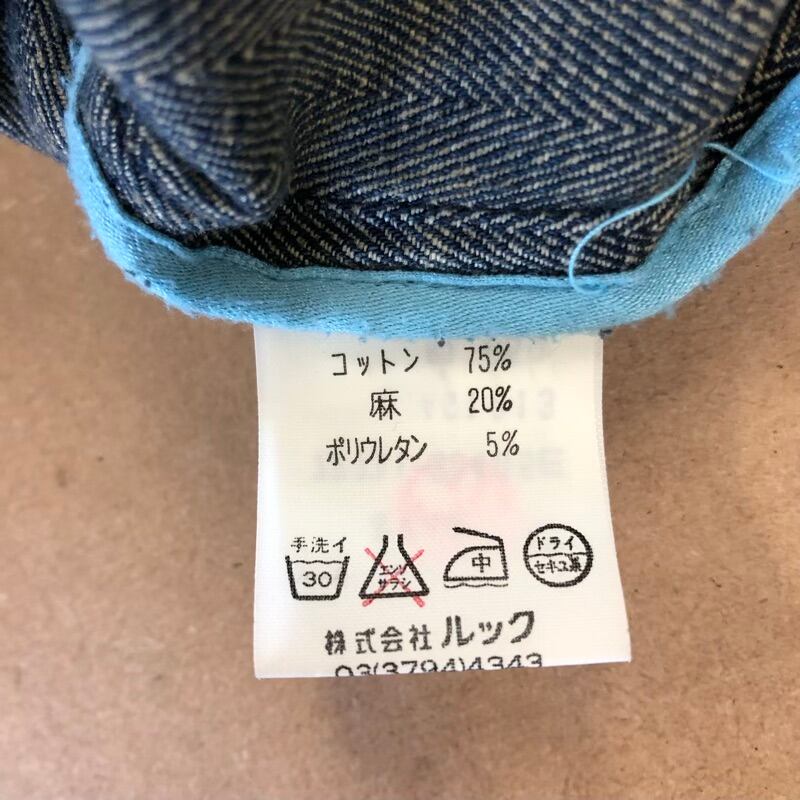 コットン 75%
麻 20%
ポリウレタン 5%
手洗イ
30
エンソ
サラシ
中
ドライ
セキユ系
株式会社 ルック
03(3794)4343